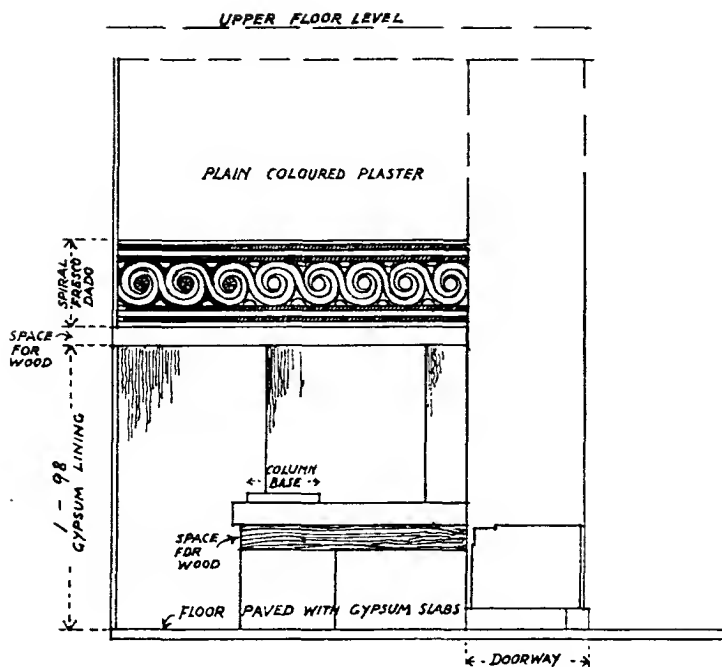 UPPER FLOOR LEVEL
PLAIN COLOURED PLASTER
SPIRAL
FRESCO
DADO
SPACE
FOR
WOOD
1 - 98
GYPSUM LINING
COLUMN
BASE
SPACE
FOR
WOOD
FLOOR PAVED WITH GYPSUM SLABS
DOORWAY